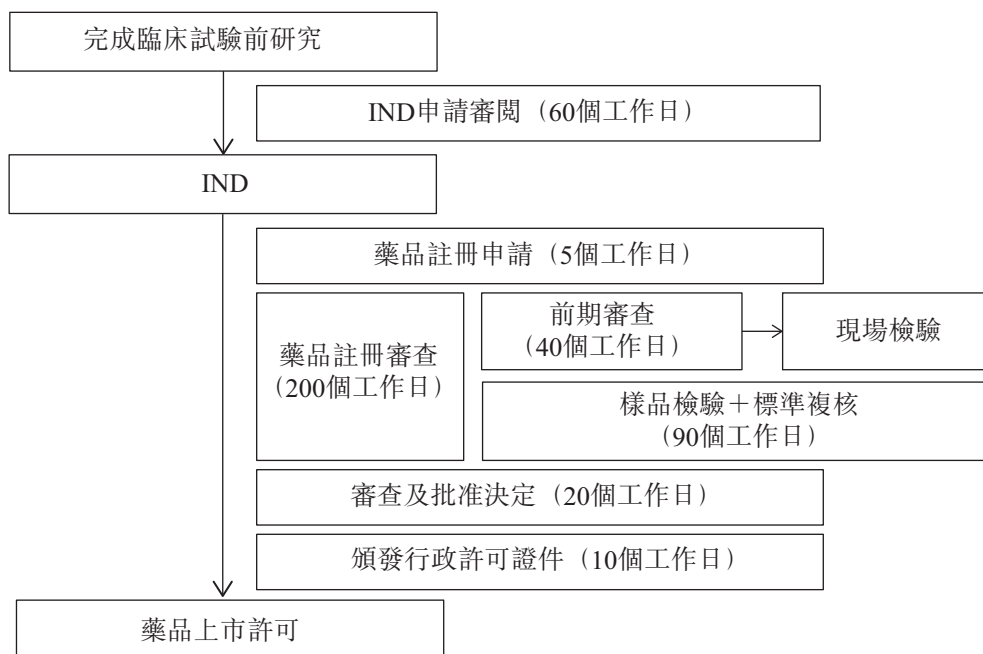 完成臨床試驗前研究
IND申請審閱（60個工作日）
IND
藥品註冊申請（5個工作日）
藥品註冊審查
（200個工作日）
前期審查
（40個工作日）
現場檢驗
樣品檢驗＋標準複核
（90個工作日）
審查及批准決定（20個工作日）
頒發行政許可證件（10個工作日）
藥品上市許可